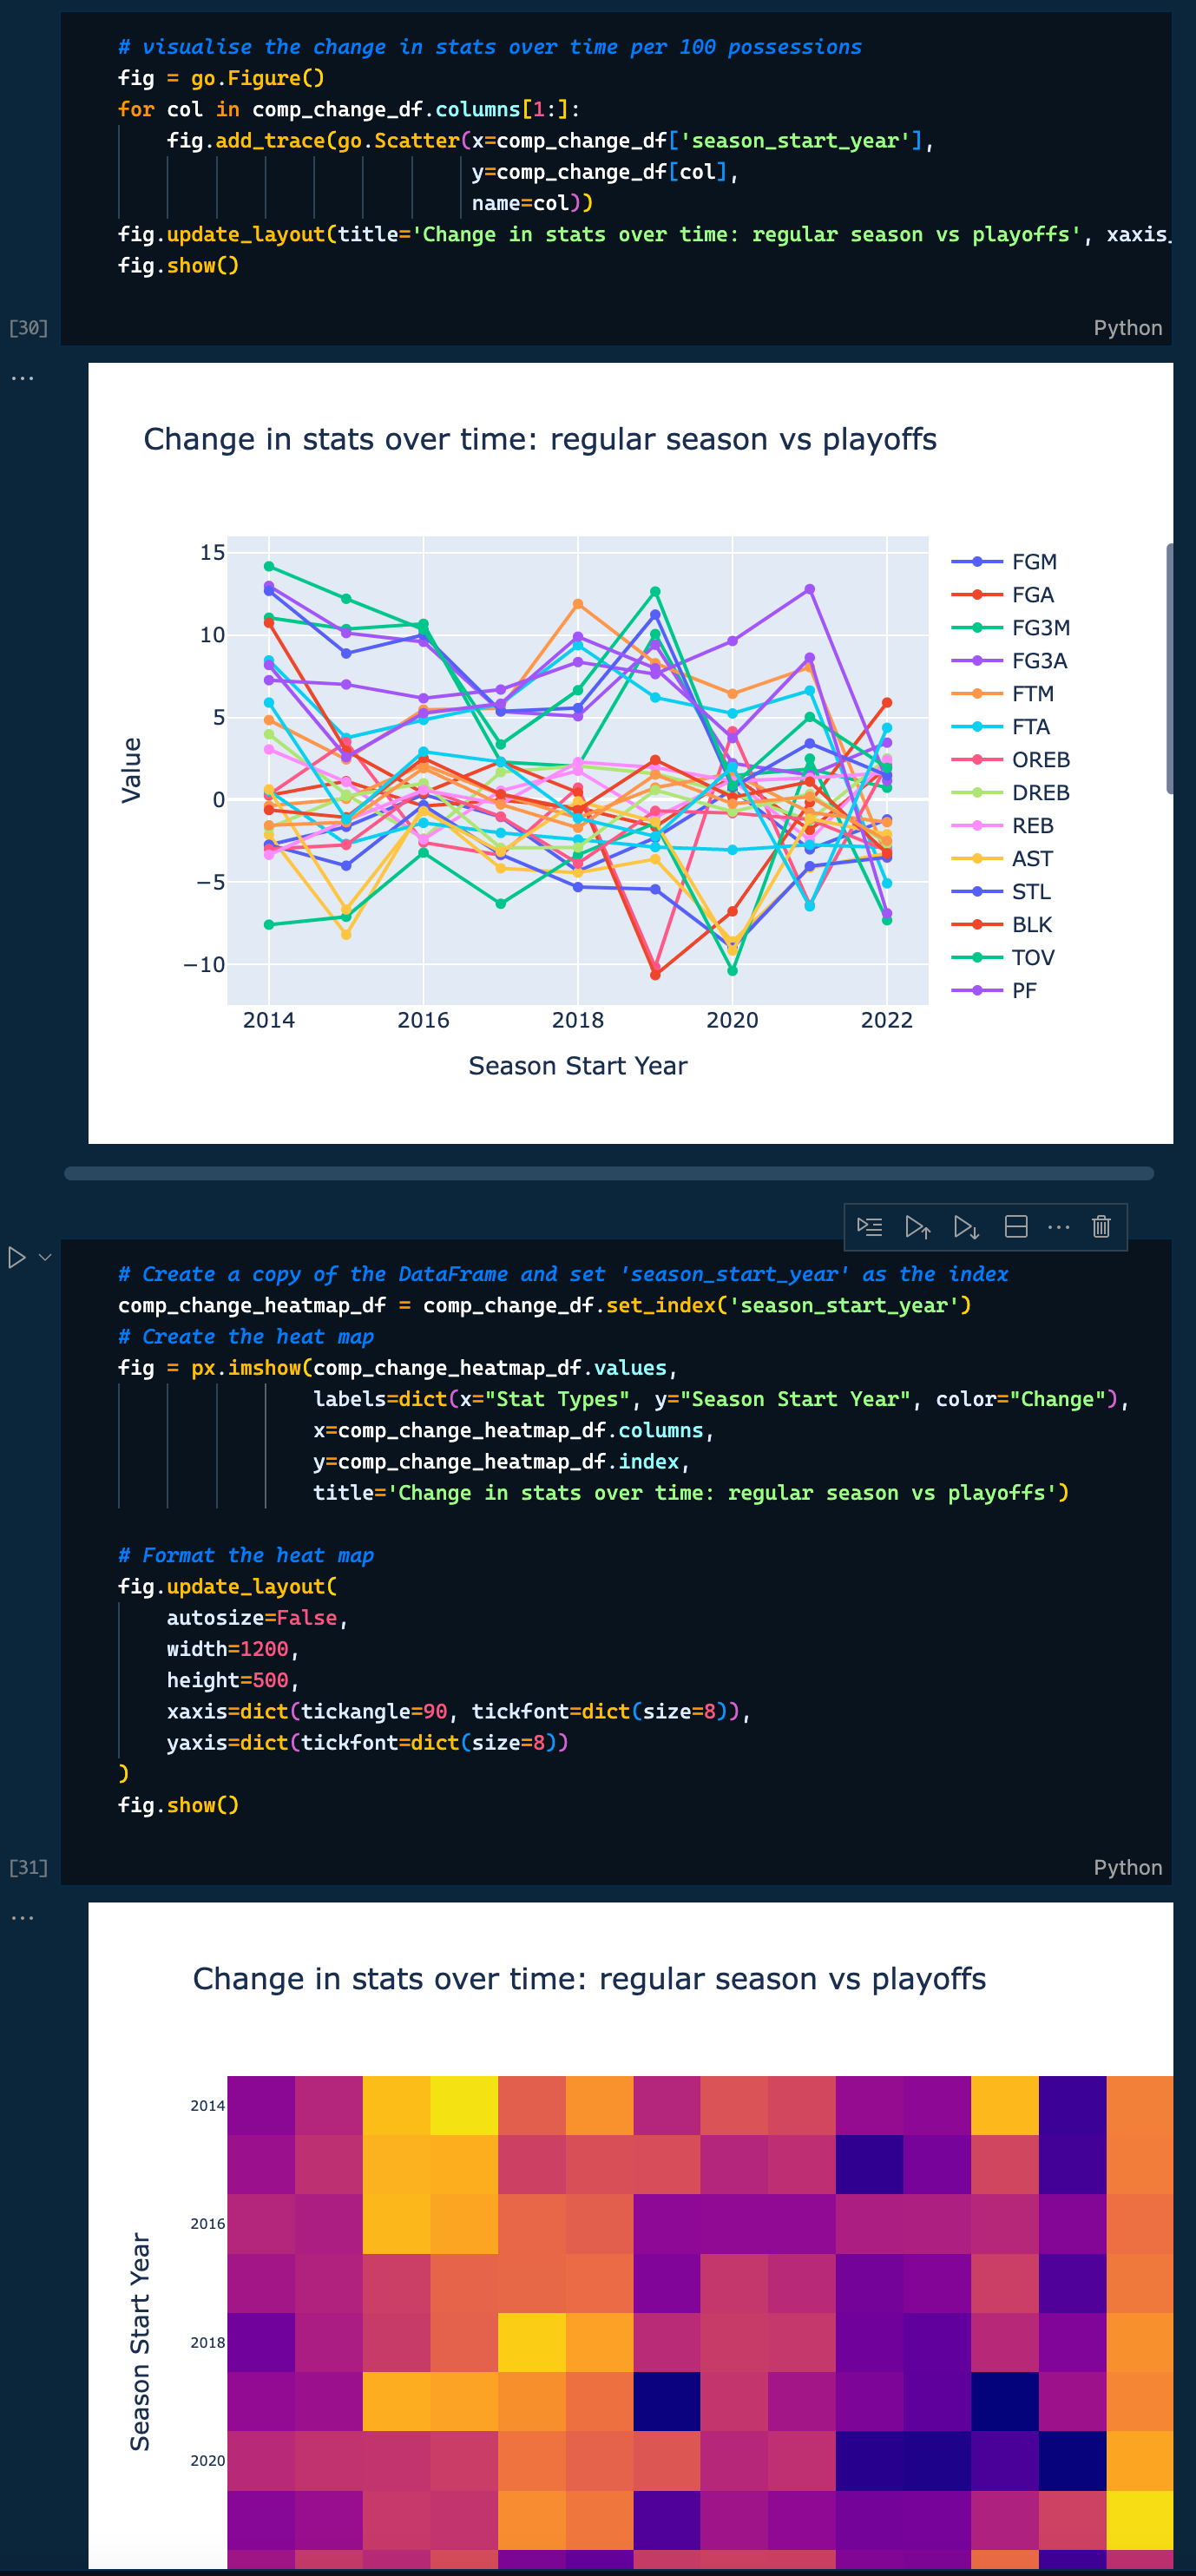 # visualise the change in stats over time per 100 possessions
fig = go.Figure()
for col in comp_change_df.columns[1:]:
    fig.add_trace(go.Scatter(x=comp_change_df['season_start_year'],
                             y=comp_change_df[col],
                             name=col))
fig.update_layout(title='Change in stats over time: regular season vs playoffs', xaxis_
fig.show()
[30]
Python
...
Change in stats over time: regular season vs playoffs
15
10
5
0
−5
−10
Value
2014 2016 2018 2020 2022
Season Start Year
FGM
FGA
FG3M
FG3A
FTM
FTA
OREB
DREB
REB
AST
STL
BLK
TOV
PF
# Create a copy of the DataFrame and set 'season_start_year' as the index
comp_change_heatmap_df = comp_change_df.set_index('season_start_year')
# Create the heat map
fig = px.imshow(comp_change_heatmap_df.values,
                labels=dict(x="Stat Types", y="Season Start Year", color="Change"),
                x=comp_change_heatmap_df.columns,
                y=comp_change_heatmap_df.index,
                title='Change in stats over time: regular season vs playoffs')
# Format the heat map
fig.update_layout(
    autosize=False,
    width=1200,
    height=500,
    xaxis=dict(tickangle=90, tickfont=dict(size=8)),
    yaxis=dict(tickfont=dict(size=8))
)
fig.show()
[31]
Python
...
Change in stats over time: regular season vs playoffs
2014
2016
2018
2020
Season Start Year